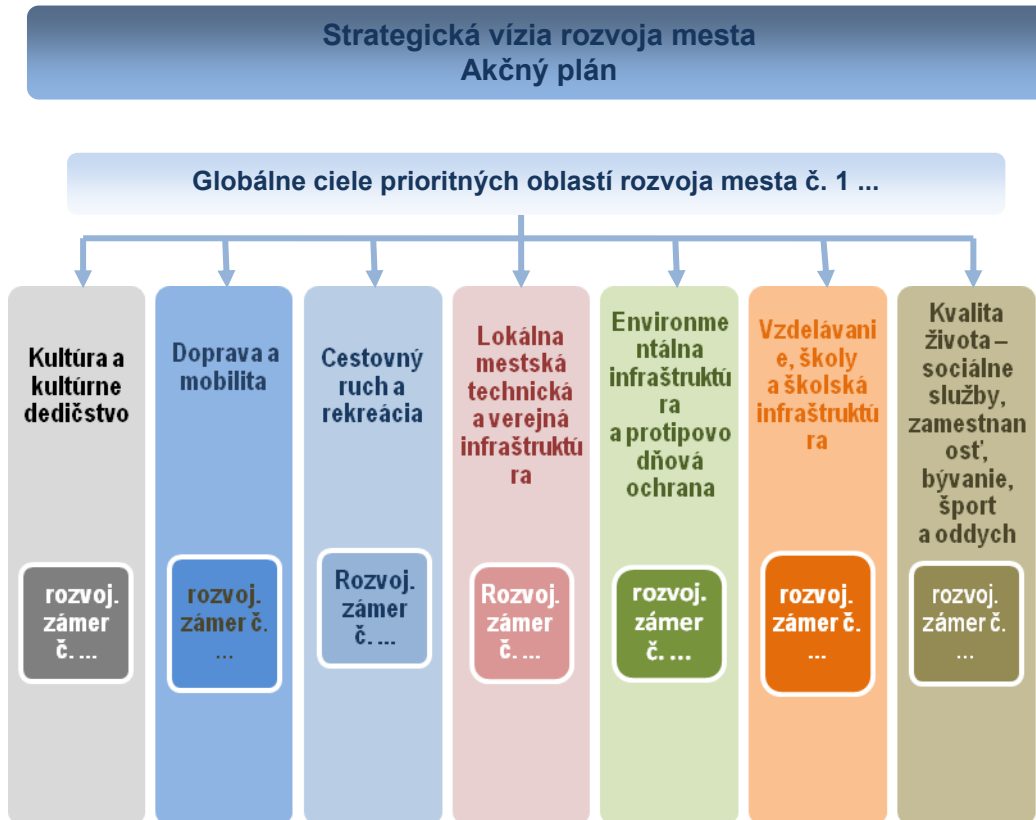 Strategická vízia rozvoja mesta
Akčný plán
Globálne ciele prioritných oblastí rozvoja mesta č. 1 ...
Kultúra a
kultúrne
dedičstvo
rozvoj.
zámer
č. ...
Doprava a
mobilita
rozvoj.
zámer č.
...
Cestovný
ruch a
rekreácia
Rozvoj.
zámer
č. ...
Lokálna
mestská
technická
a verejná
infraštruktú
ra
Rozvoj.
zámer
č. ...
Environme
ntálna
infraštruktú
ra
a protipovo
dňová
ochrana
rozvoj.
zámer
č. ...
Vzdelávani
e, školy
a školská
infraštruktú
ra
rozvoj.
zámer č.
...
Kvalita
života –
sociálne
služby,
zamestnan
osť,
bývanie,
šport
a oddych
rozvoj.
zámer č.
...